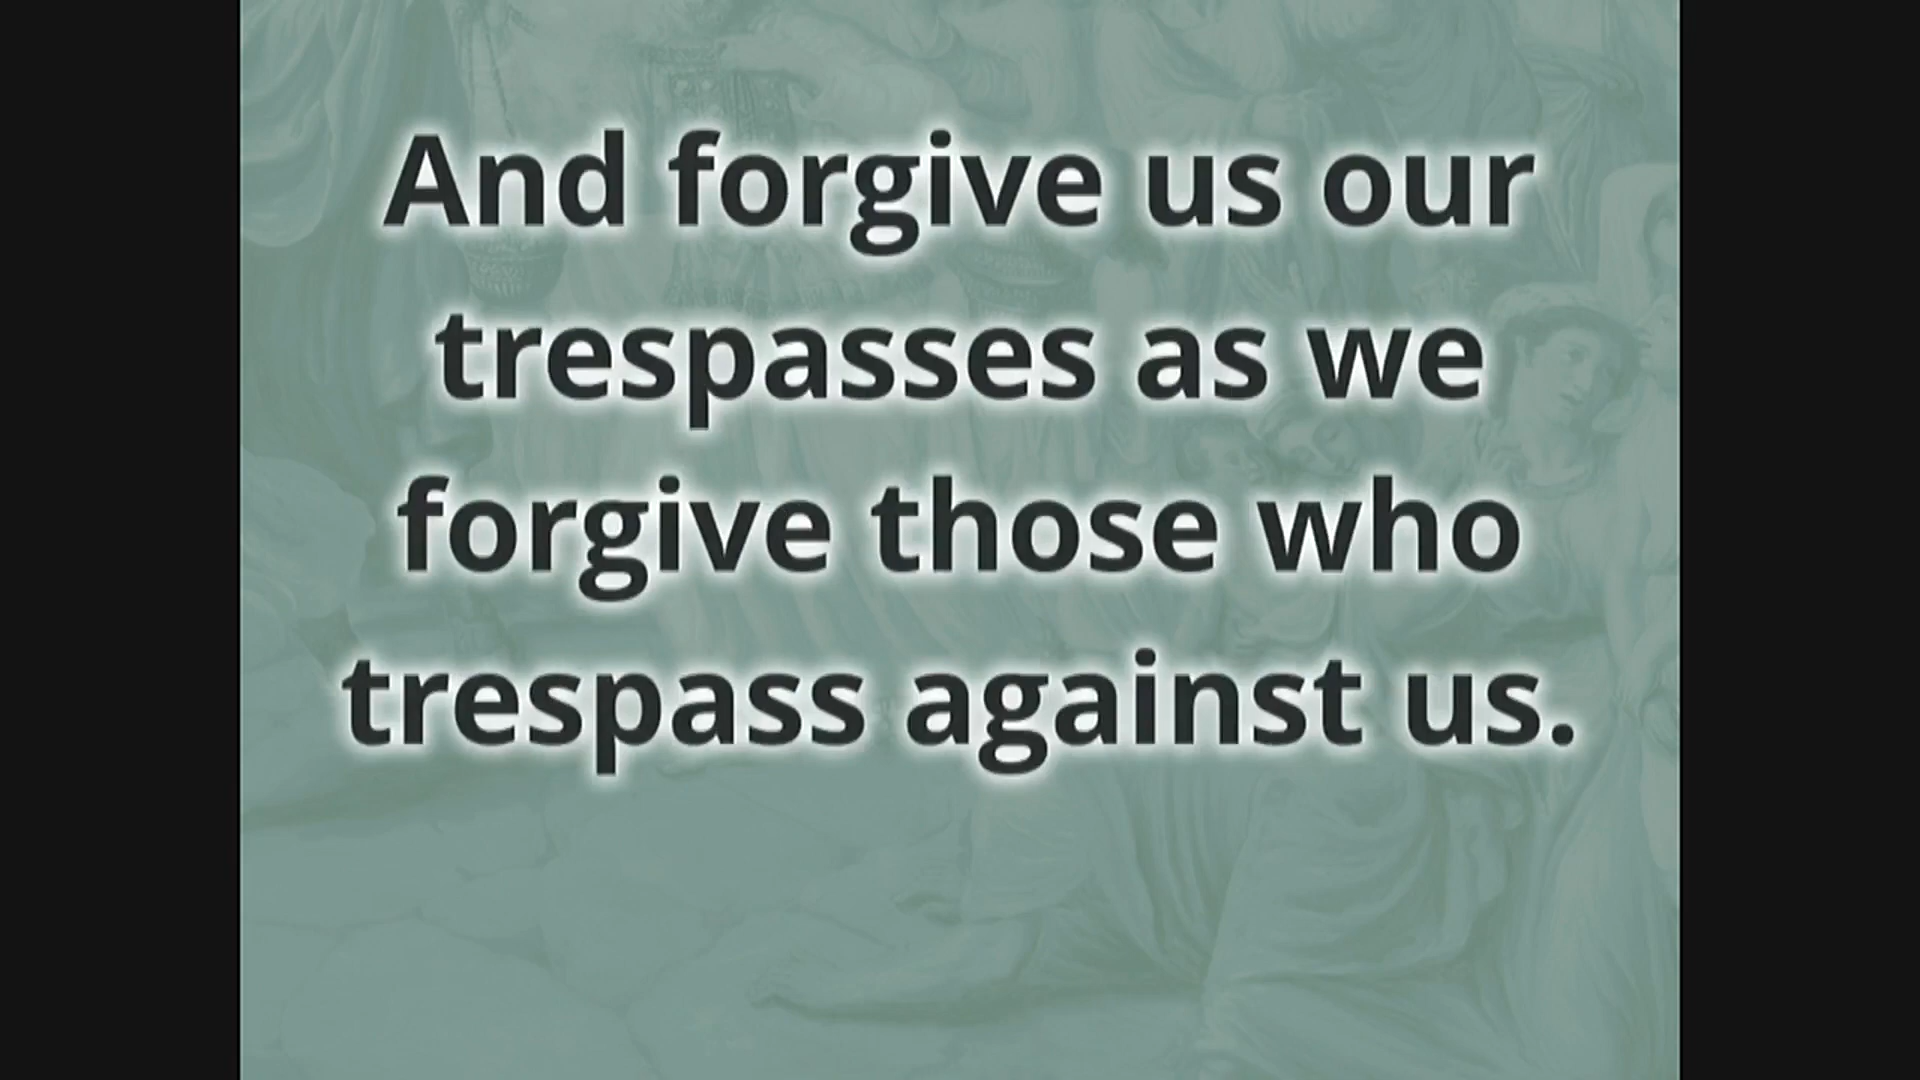 And forgive us our
trespasses as we
forgive those who
trespass against us.